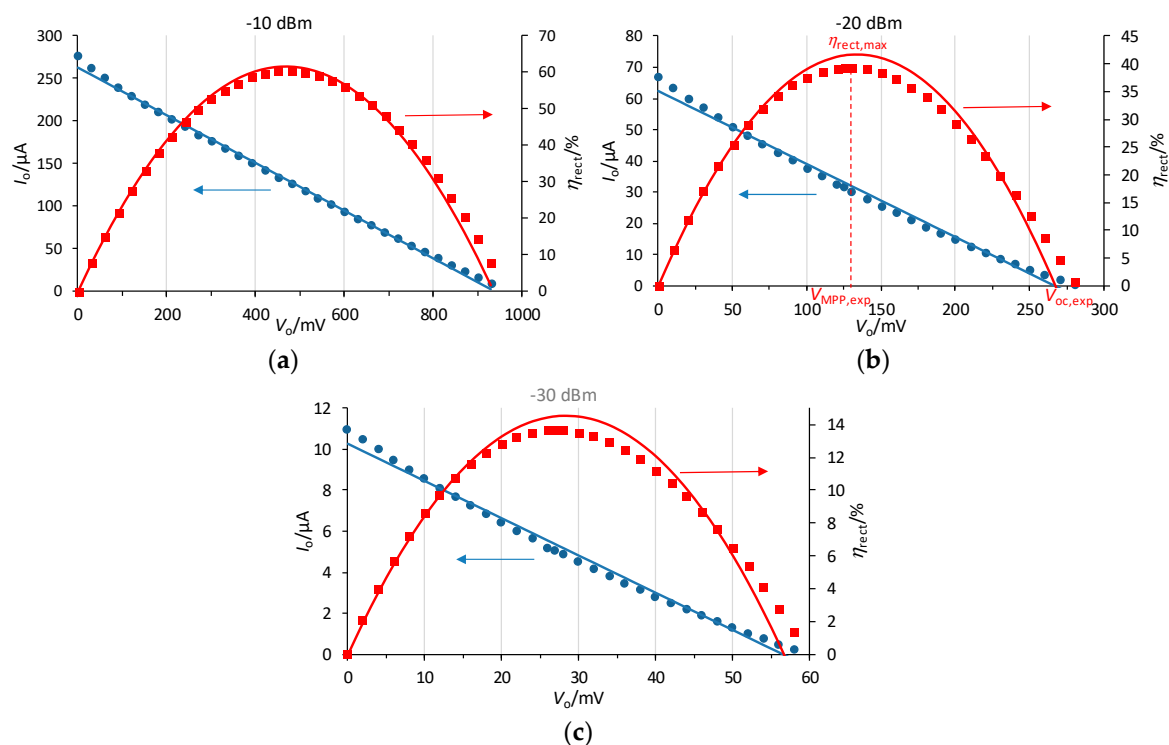 -10 dBm
300
250
200
150
100
50
0
Io/µA
70
60
50
40
30
20
10
0
ηrect/%
0 200 400 600 800 1000
Vo/mV
(a)
-20 dBm
80
70
60
50
40
30
20
10
0
Io/µA
45
40
35
30
25
20
15
10
5
0
ηrect/%
ηrect,max
VMPP,exp
Voc,exp
0 50 100 150 200 250 300
Vo/mV
(b)
-30 dBm
12
10
8
6
4
2
0
Io/µA
14
12
10
8
6
4
2
0
ηrect/%
0 10 20 30 40 50 60
Vo/mV
(c)